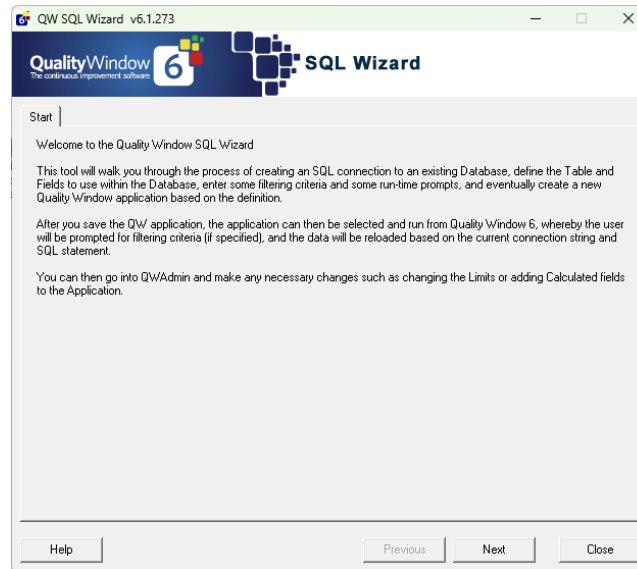 QW SQL Wizard v6.1.273
QualityWindow 6
The continuous improvement software
SQL Wizard
Start
Welcome to the Quality Window SQL Wizard
This tool will walk you through the process of creating an SQL connection to an existing Database, define the Table and
Fields to use within the Database, enter some filtering criteria and some run-time prompts, and eventually create a new
Quality Window application based on the definition.
After you save the QW application, the application can then be selected and run from Quality Window 6, whereby the user
will be prompted for filtering criteria (if specified), and the data will be reloaded based on the current connection string and
SQL statement.
You can then go into QWAdmin and make any necessary changes such as changing the Limits or adding Calculated fields
to the Application.
Help Previous Next Close